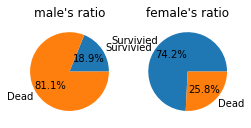 male's ratio
female's ratio
Survivied
Survivied
74.2%
18.9%
81.1%
25.8%
Dead
Dead